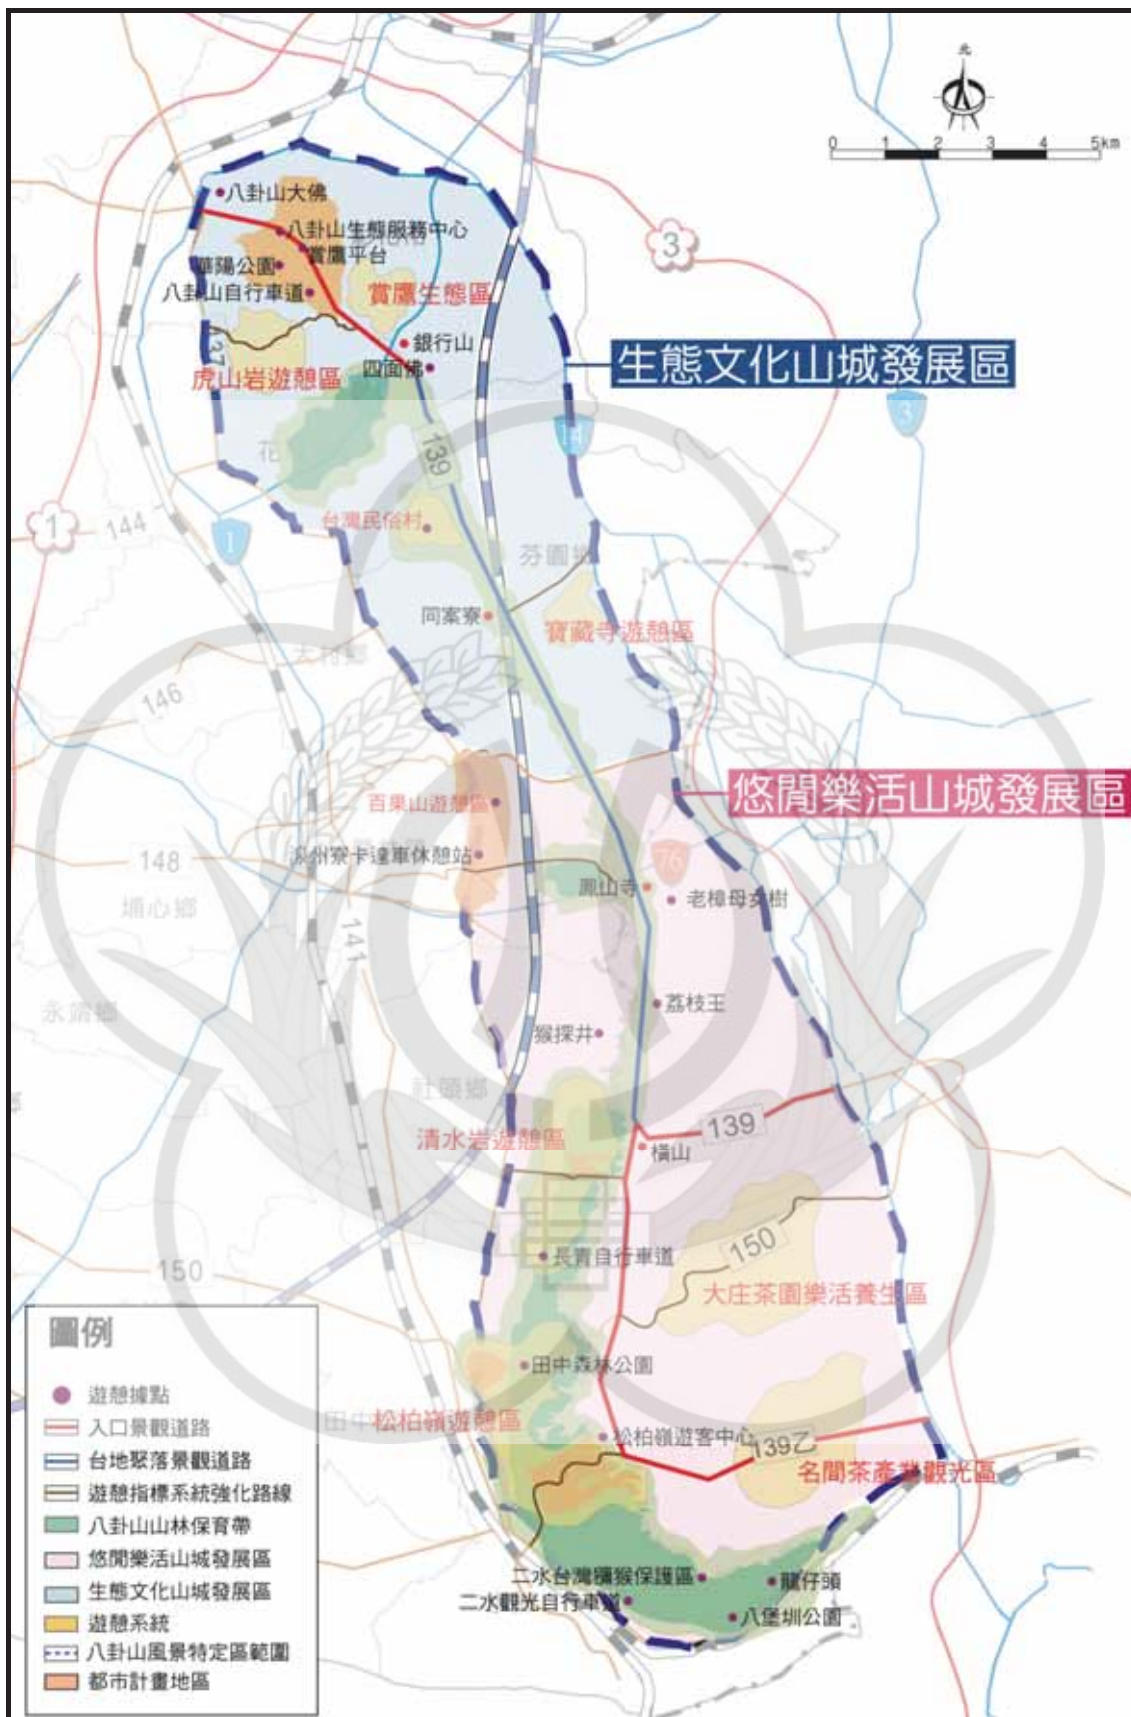 北
0 1 2 3 4 5km
八卦山大佛
八卦山生態服務中心
賞鷹平台
華陽公園
八卦山自行車道
賞鷹生態區
3
137
銀行山
四面佛
虎山岩遊憩區
生態文化山城發展區
14
3
139
花
台灣民俗村
1
144
1
芬園鄉
同案寮
寶藏寺遊憩區
大村鄉
146
悠閒樂活山城發展區
百果山遊憩區
148
卡達車休憩站
76
鳳山寺
老樟母女樹
埔心鄉
141
荔枝王
永靖鄉
猴探井
社頭鄉
清水岩遊憩區
139
橫山
150
長青自行車道
150
大庄茶園樂活養生區
田中森林公園
田中
松柏嶺遊憩區
松柏嶺遊客中心
139乙
名間茶產業觀光區
二水台灣獼猴保護區
龍仔頭
二水觀光自行車道
八堡圳公園
圖例
遊憩據點
入口景觀道路
台地聚落景觀道路
遊憩指標系統強化路線
八卦山山林保育帶
悠閒樂活山城發展區
生態文化山城發展區
遊憩系統
八卦山風景特定區範圍
都市計畫地區